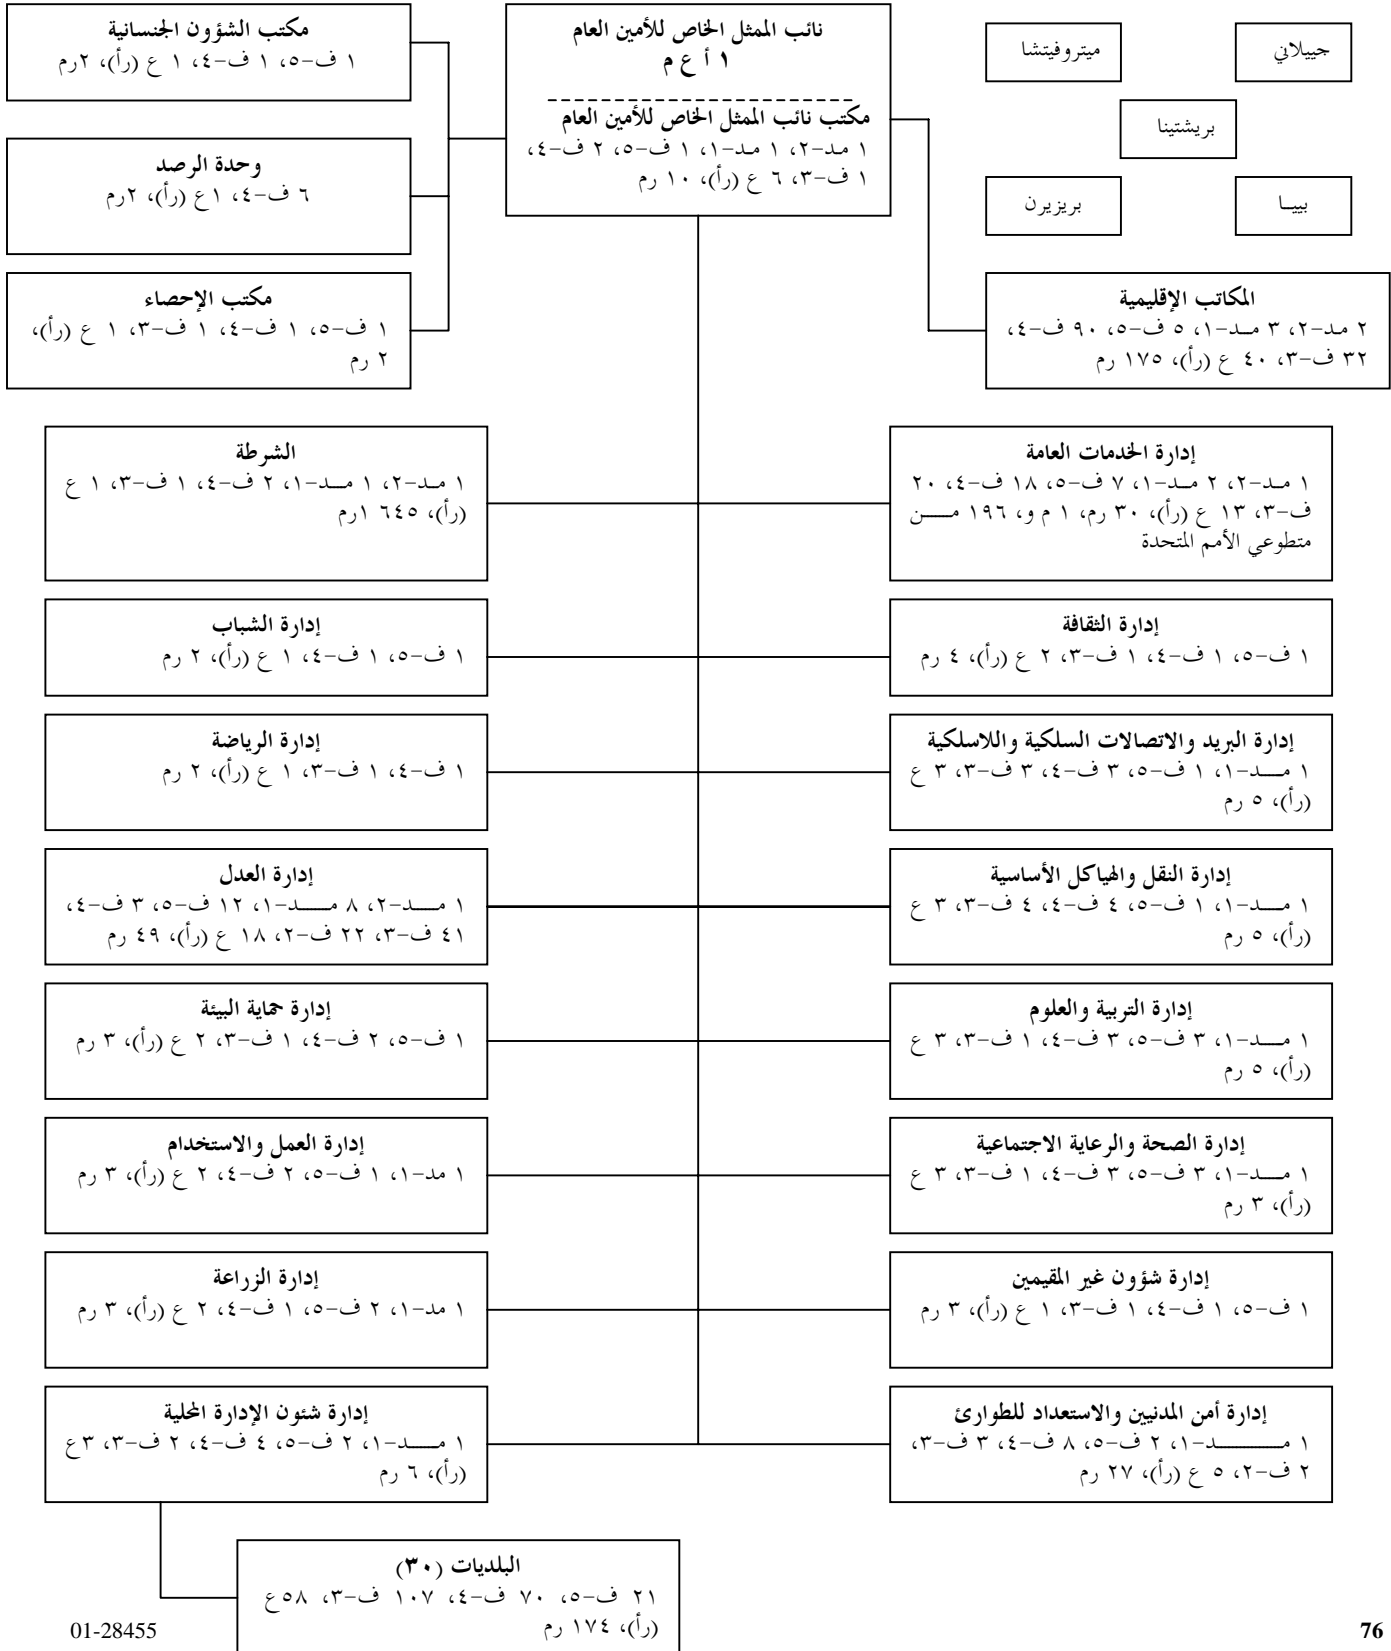 نائب الممثل الخاص للأمين العام
١ أ ع م
مكتب نائب الممثل الخاص للأمين العام
١ مد-٢، ١ مد-١، ١ ف-٥، ٢ ف-٤،
١ ف-٣، ٦ ع (رأ)، ١٠ رم
جييلاني
ميتروفيتشا
بريشتينا
بييـا
بريزيرن
المكاتب الإقليمية
٢ مد-٢، ٣ مـد-١، ٥ ف-٥، ٩٠ ف-٤،
٣٢ ف-٣، ٤٠ ع (رأ)، ١٧٥ رم
مكتب الشؤون الجنسانية
١ ف-٥، ١ ف-٤، ١ ع (رأ)، ٢رم
وحدة الرصد
٦ ف-٤، ١ع (رأ)، ٢رم
مكتب الإحصاء
١ ف-٥، ١ ف-٤، ١ ف-٣، ١ ع (رأ)،
٢ رم
إدارة الخدمات العامة
١ مـد-٢، ٢ مـد-١، ٧ ف-٥، ١٨ ف-٤، ٢٠
ف-٣، ١٣ ع (رأ)، ٣٠ رم، ١ م و، ١٩٦ مــــن
متطوعي الأمم المتحدة
الشرطة
١ مـد-٢، ١ مــد-١، ٢ ف-٤، ١ ف-٣، ١ ع
(رأ)، ٦٤٥ ١رم
إدارة الثقافة
١ ف-٥، ١ ف-٤، ١ ف-٣، ٢ ع (رأ)، ٤ رم
إدارة الشباب
١ ف-٥، ١ ف-٤، ١ ع (رأ)، ٢ رم
إدارة البريد والاتصالات السلكية واللاسلكية
١ مــــد-١، ١ ف-٥، ٣ ف-٤، ٣ ف-٣، ٣ ع
(رأ)، ٥ رم
إدارة الرياضة
١ ف-٤، ١ ف-٣، ١ ع (رأ)، ٢ رم
إدارة النقل والهياكل الأساسية
١ مــــد-١، ١ ف-٥، ٤ ف-٤، ٤ ف-٣، ٣ ع
(رأ)، ٥ رم
إدارة العدل
١ مــــد-٢، ٨ مــــد-١، ١٢ ف-٥، ٣ ف-٤،
٤١ ف-٣، ٢٢ ف-٢، ١٨ ع (رأ)، ٤٩ رم
إدارة التربية والعلوم
١ مــــد-١، ٣ ف-٥، ٣ ف-٤، ١ ف-٣، ٣ ع
(رأ)، ٥ رم
إدارة حماية البيئة
١ ف-٥، ٢ ف-٤، ١ ف-٣، ٢ ع (رأ)، ٣ رم
إدارة الصحة والرعاية الاجتماعية
١ مــــد-١، ٣ ف-٥، ٣ ف-٤، ١ ف-٣، ٣ ع
(رأ)، ٣ رم
إدارة العمل والاستخدام
١ مد-١، ١ ف-٥، ٢ ف-٤، ٢ ع (رأ)، ٣ رم
إدارة شؤون غير المقيمين
١ ف-٥، ١ ف-٤، ١ ف-٣، ١ ع (رأ)، ٣ رم
إدارة الزراعة
١ مد-١، ٢ ف-٥، ١ ف-٤، ٢ ع (رأ)، ٣ رم
إدارة أمن المدنيين والاستعداد للطوارئ
١ مـــــــــد-١، ٢ ف-٥، ٨ ف-٤، ٣ ف-٣،
٢ ف-٢، ٥ ع (رأ)، ٢٧ رم
إدارة شئون الإدارة المحلية
١ مــــد-١، ٢ ف-٥، ٤ ف-٤، ٢ ف-٣، ٣ع
(رأ)، ٦ رم
البلديات (٣٠)
٢١ ف-٥، ٧٠ ف-٤، ١٠٧ ف-٣، ٥٨ع
(رأ)، ١٧٤ رم
01-28455
76